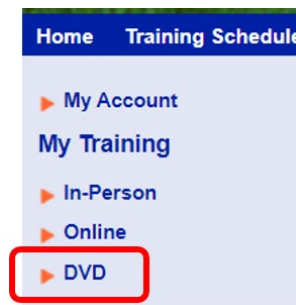 Home Training Schedule
My Account
My Training
In-Person
Online
DVD